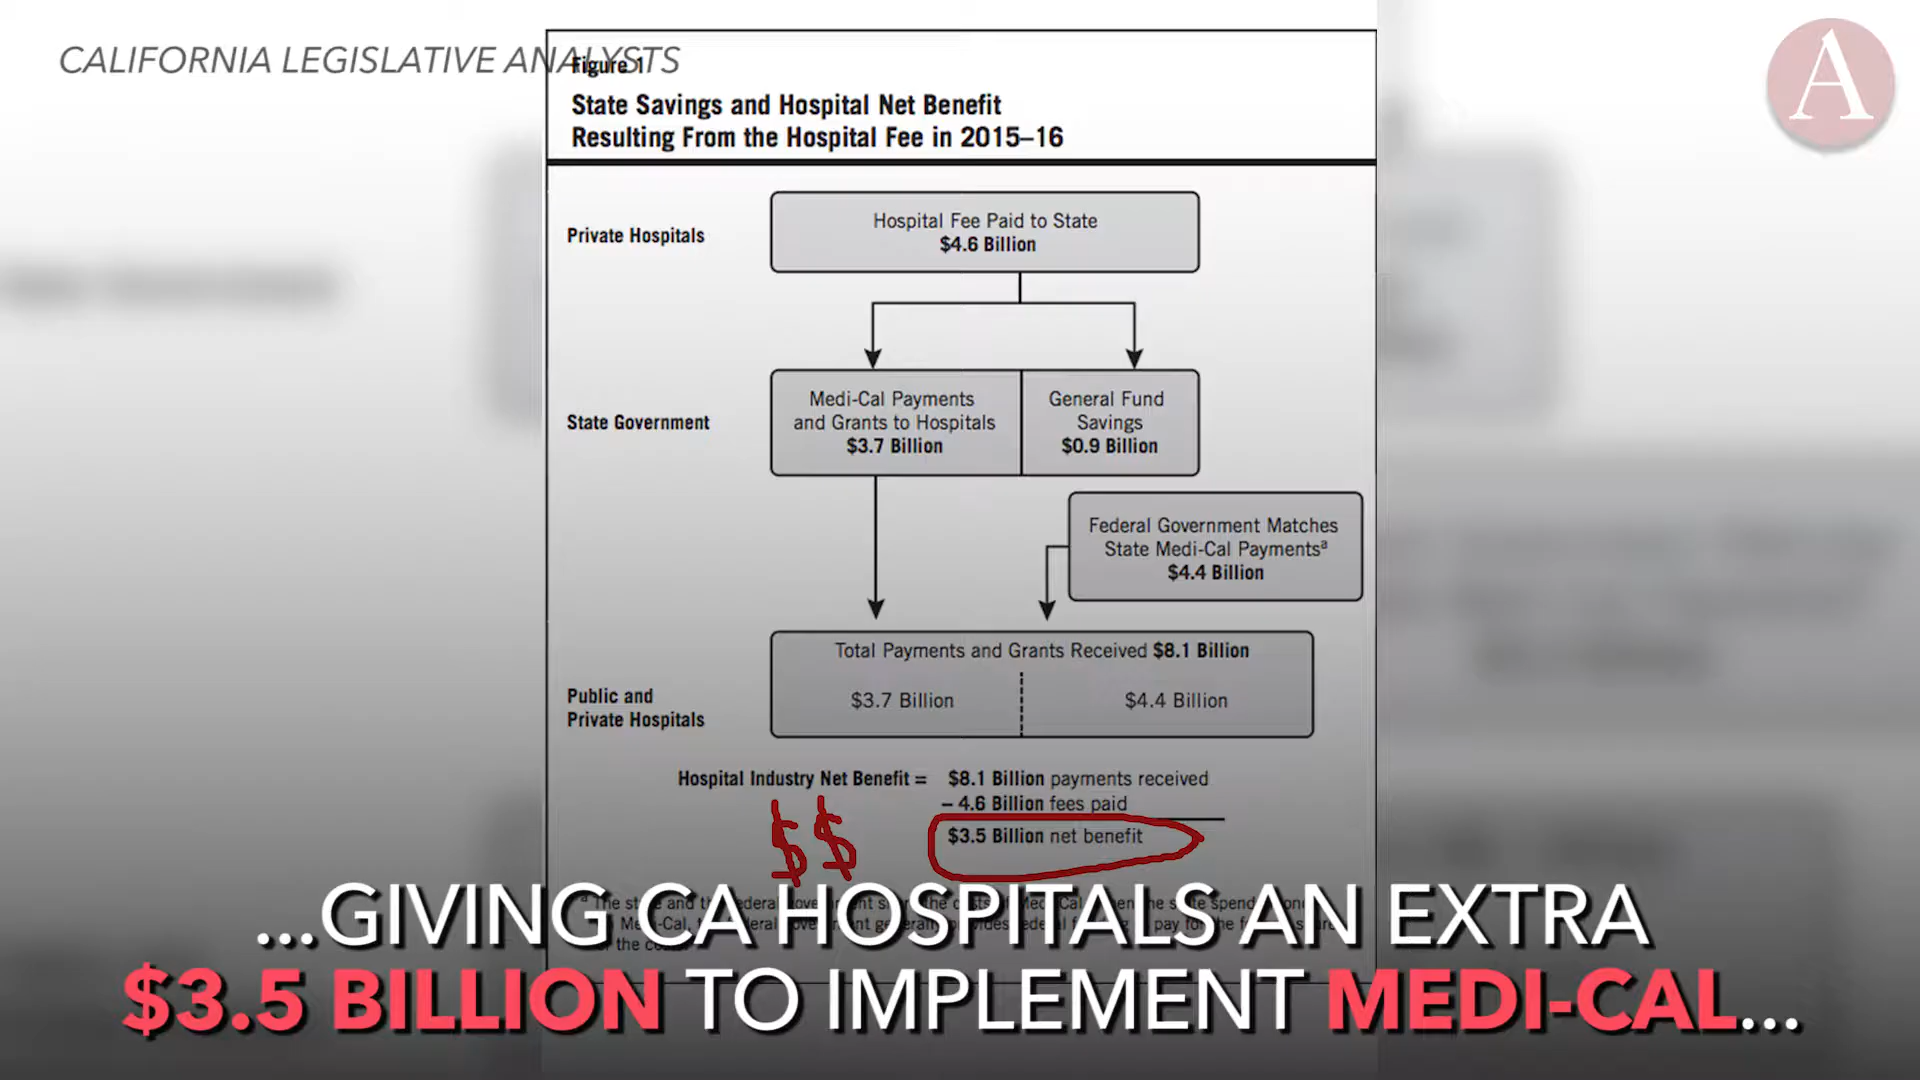 CALIFORNIA LEGISLATIVE ANALYSTS
A
Figure 1
State Savings and Hospital Net Benefit
Resulting From the Hospital Fee in 2015–16
Private Hospitals
Hospital Fee Paid to State
$4.6 Billion
State Government
Medi-Cal Payments
and Grants to Hospitals
$3.7 Billion
General Fund
Savings
$0.9 Billion
Federal Government Matches
State Medi-Cal Paymentsª
$4.4 Billion
Public and
Private Hospitals
Total Payments and Grants Received $8.1 Billion
$3.7 Billion
$4.4 Billion
Hospital Industry Net Benefit = $8.1 Billion payments received
– 4.6 Billion fees paid
$3.5 Billion net benefit
$$
...GIVING CA HOSPITALS AN EXTRA
$3.5 BILLION TO IMPLEMENT MEDI-CAL...